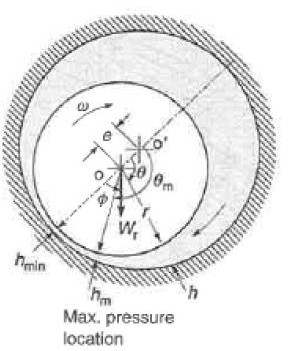 ω
e
O'
O
θ
θm
ϕ
Wr
r
hmin
hm
h
Max. pressure
location